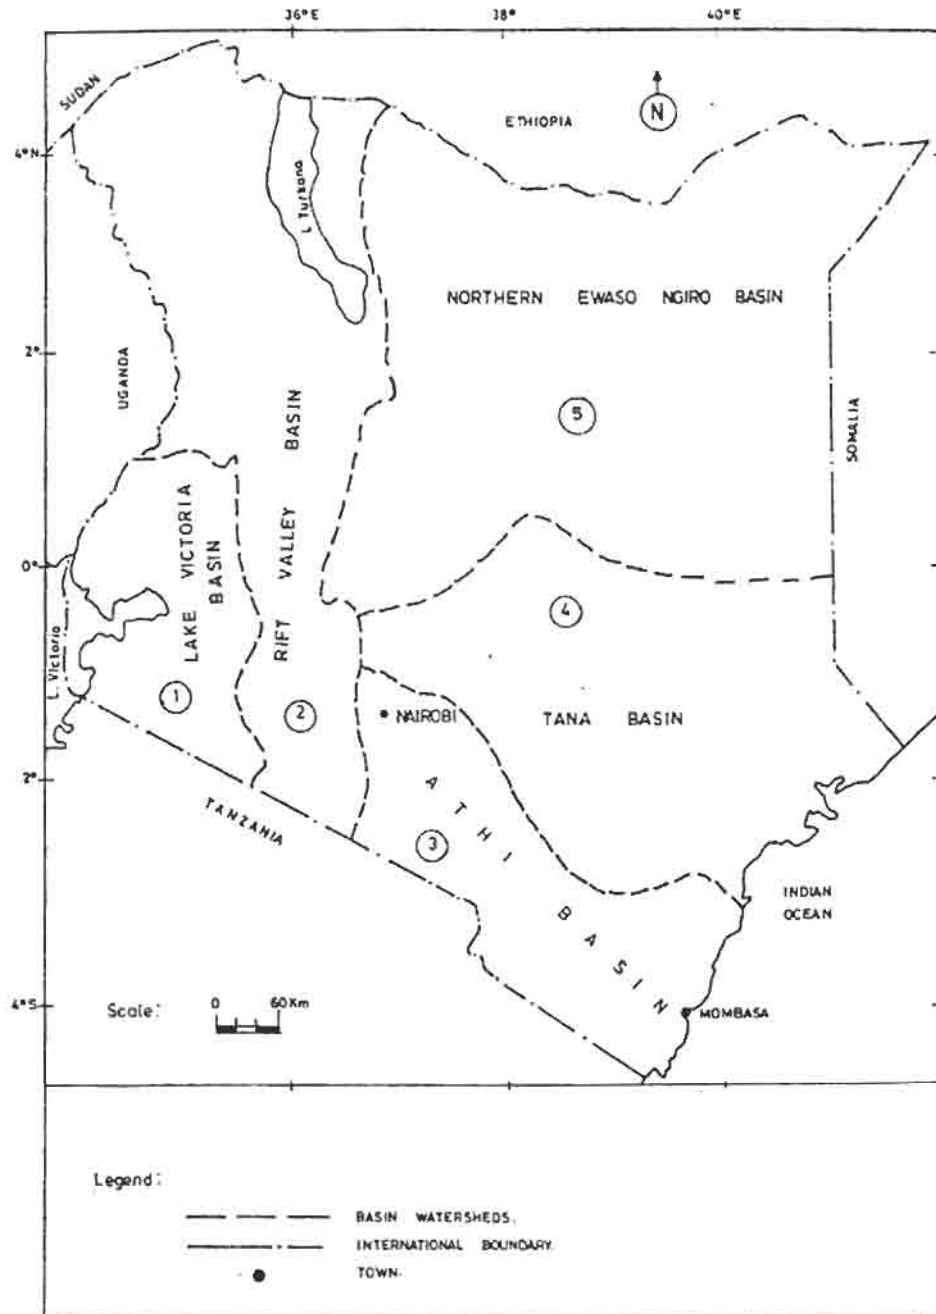 36°E 38° 40°E
SUDAN
ETHIOPIA
N
4°N
L Turkana
NORTHERN EWASO NGIRO BASIN
2°
UGANDA
SOMALIA
5
RIFT VALLEY BASIN
LAKE VICTORIA
BASIN
0°
4
L. Victoria
1
2
NAIROBI
TANA BASIN
2°
TANZANIA
ATHI BASIN
3
INDIAN
OCEAN
4°S
Scale:
0 60Km
MOMBASA
Legend:
BASIN WATERSHEDS.
INTERNATIONAL BOUNDARY.
TOWN.